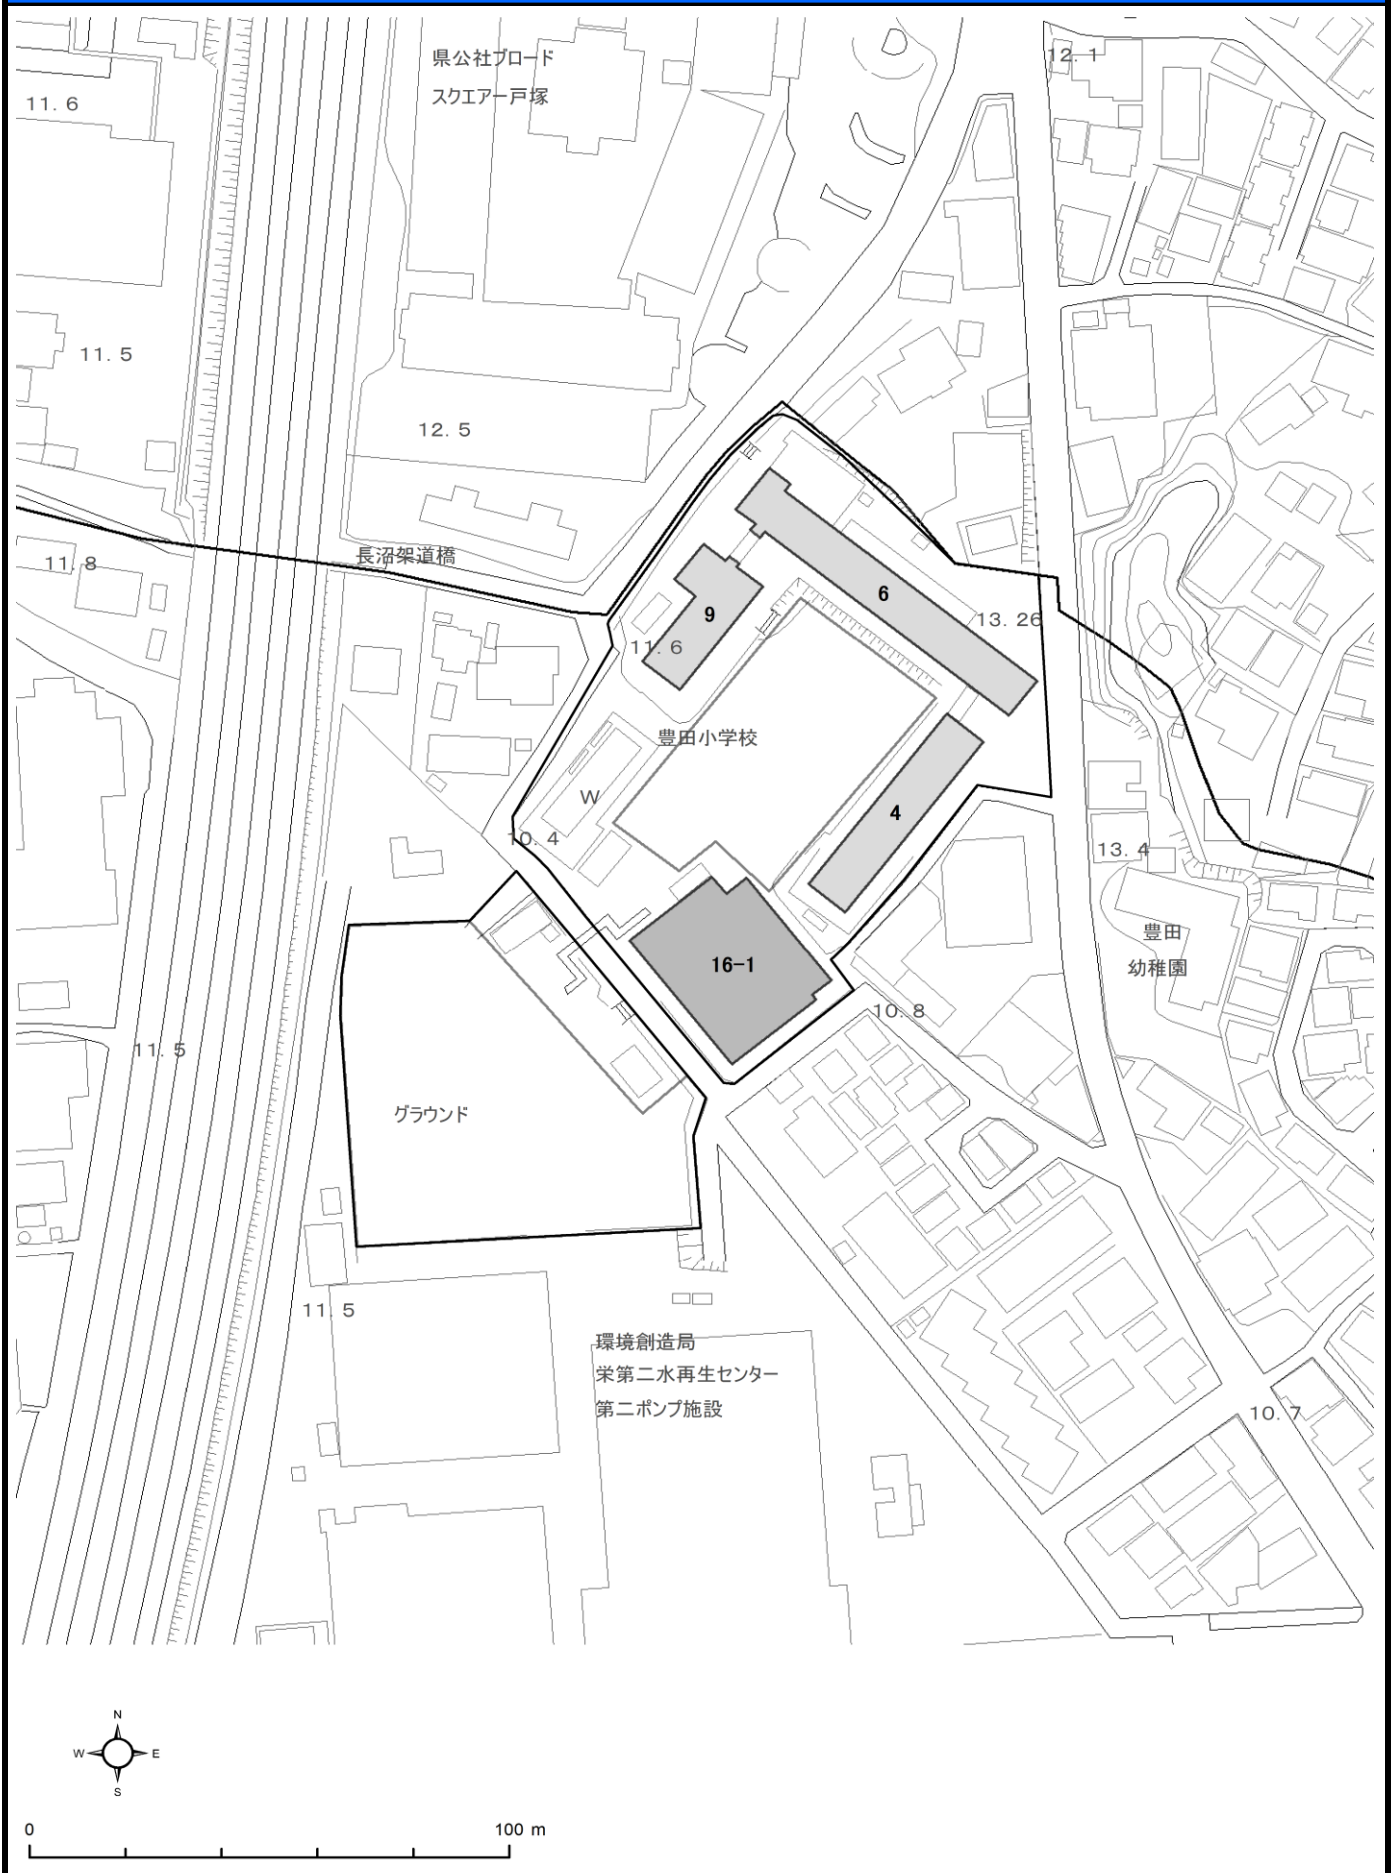 県公社ブロード
スクエアー戸塚
12.1
11.6
11.5
12.5
長沼架道橋
11.8
6
9
13.26
11.6
豊田小学校
W
4
10.4
13.4
豊田
幼稚園
16-1
10.8
11.5
グラウンド
11.5
環境創造局
栄第二水再生センター
第二ポンプ施設
10.7
N
W E
S
0 100 m